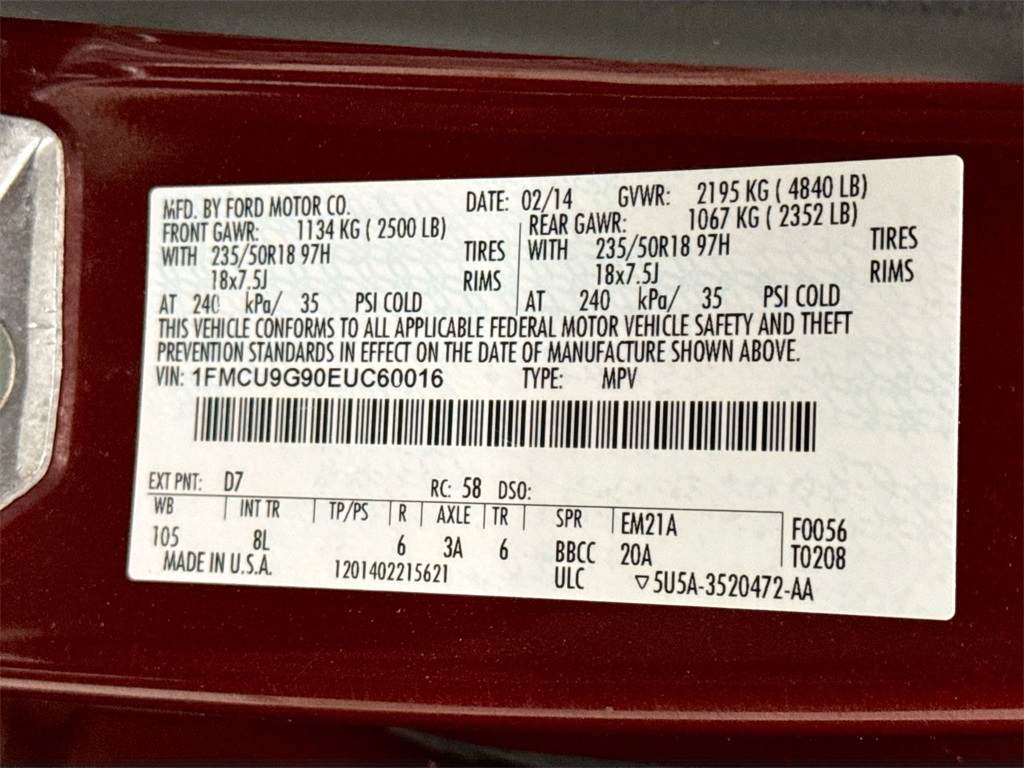 MFD. BY FORD MOTOR CO. DATE: 02/14 GVWR: 2195 KG ( 4840 LB)
FRONT GAWR: 1134 KG ( 2500 LB) REAR GAWR: 1067 KG ( 2352 LB)
WITH 235/50R18 97H TIRES WITH 235/50R18 97H TIRES
18x7.5J RIMS 18x7.5J RIMS
AT 240 kPa/ 35 PSI COLD AT 240 kPa/ 35 PSI COLD
THIS VEHICLE CONFORMS TO ALL APPLICABLE FEDERAL MOTOR VEHICLE SAFETY AND THEFT
PREVENTION STANDARDS IN EFFECT ON THE DATE OF MANUFACTURE SHOWN ABOVE.
VIN: 1FMCU9G90EUC60016 TYPE: MPV
EXT PNT: D7 RC: 58 DSO:
WB INT TR TP/PS R AXLE TR SPR EM21A F0056
105 8L 6 3A 6 BBCC 20A T0208
MADE IN U.S.A. 1201402215621 ULC ▽5U5A-3520472-AA